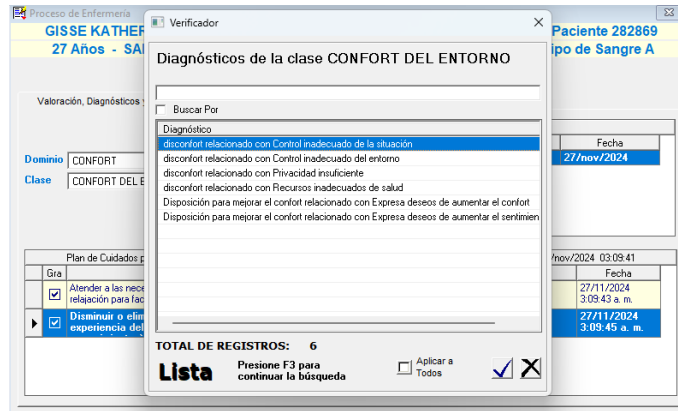 Proceso de Enfermería
Verificador
GISSE KATHER
Paciente 282869
27 Años - SA
ipo de Sangre A
Diagnósticos de la clase CONFORT DEL ENTORNO
Valoración, Diagnósticos
Buscar Por
Diagnóstico
disconfort relacionado con Control inadecuado de la situación
disconfort relacionado con Control inadecuado del entorno
disconfort relacionado con Privacidad insuficiente
disconfort relacionado con Recursos inadecuados de salud
Disposición para mejorar el confort relacionado con Expresa deseos de aumentar el confort
Disposición para mejorar el confort relacionado con Expresa deseos de aumentar el sentimien
Fecha
Dominio CONFORT
27/nov/2024
Clase CONFORT DEL E
Plan de Cuidados p
/nov/2024 03:09:41
Gra
Fecha
Atender a las nece
relajación para fac
27/11/2024
3:09:43 a. m.
Disminuir o elim
experiencia del
27/11/2024
3:09:45 a. m.
TOTAL DE REGISTROS: 6
Lista
Presione F3 para
continuar la búsqueda
Aplicar a
Todos